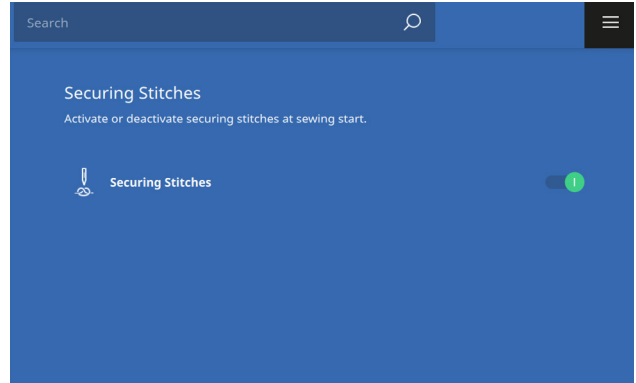 Search
Securing Stitches
Activate or deactivate securing stitches at sewing start.
Securing Stitches